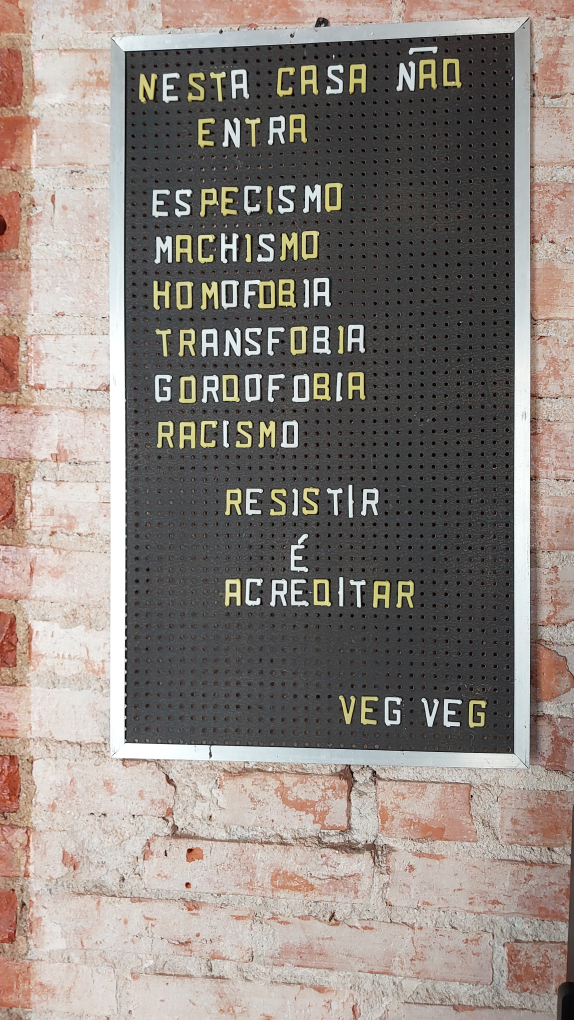 NESTA CASA NÃO
ENTRA
ESPECISMO
MACHISMO
HOMOFOBIA
TRANSFOBIA
GORDOFOBIA
RACISMO
RESISTIR
É
ACREDITAR
VEG VEG